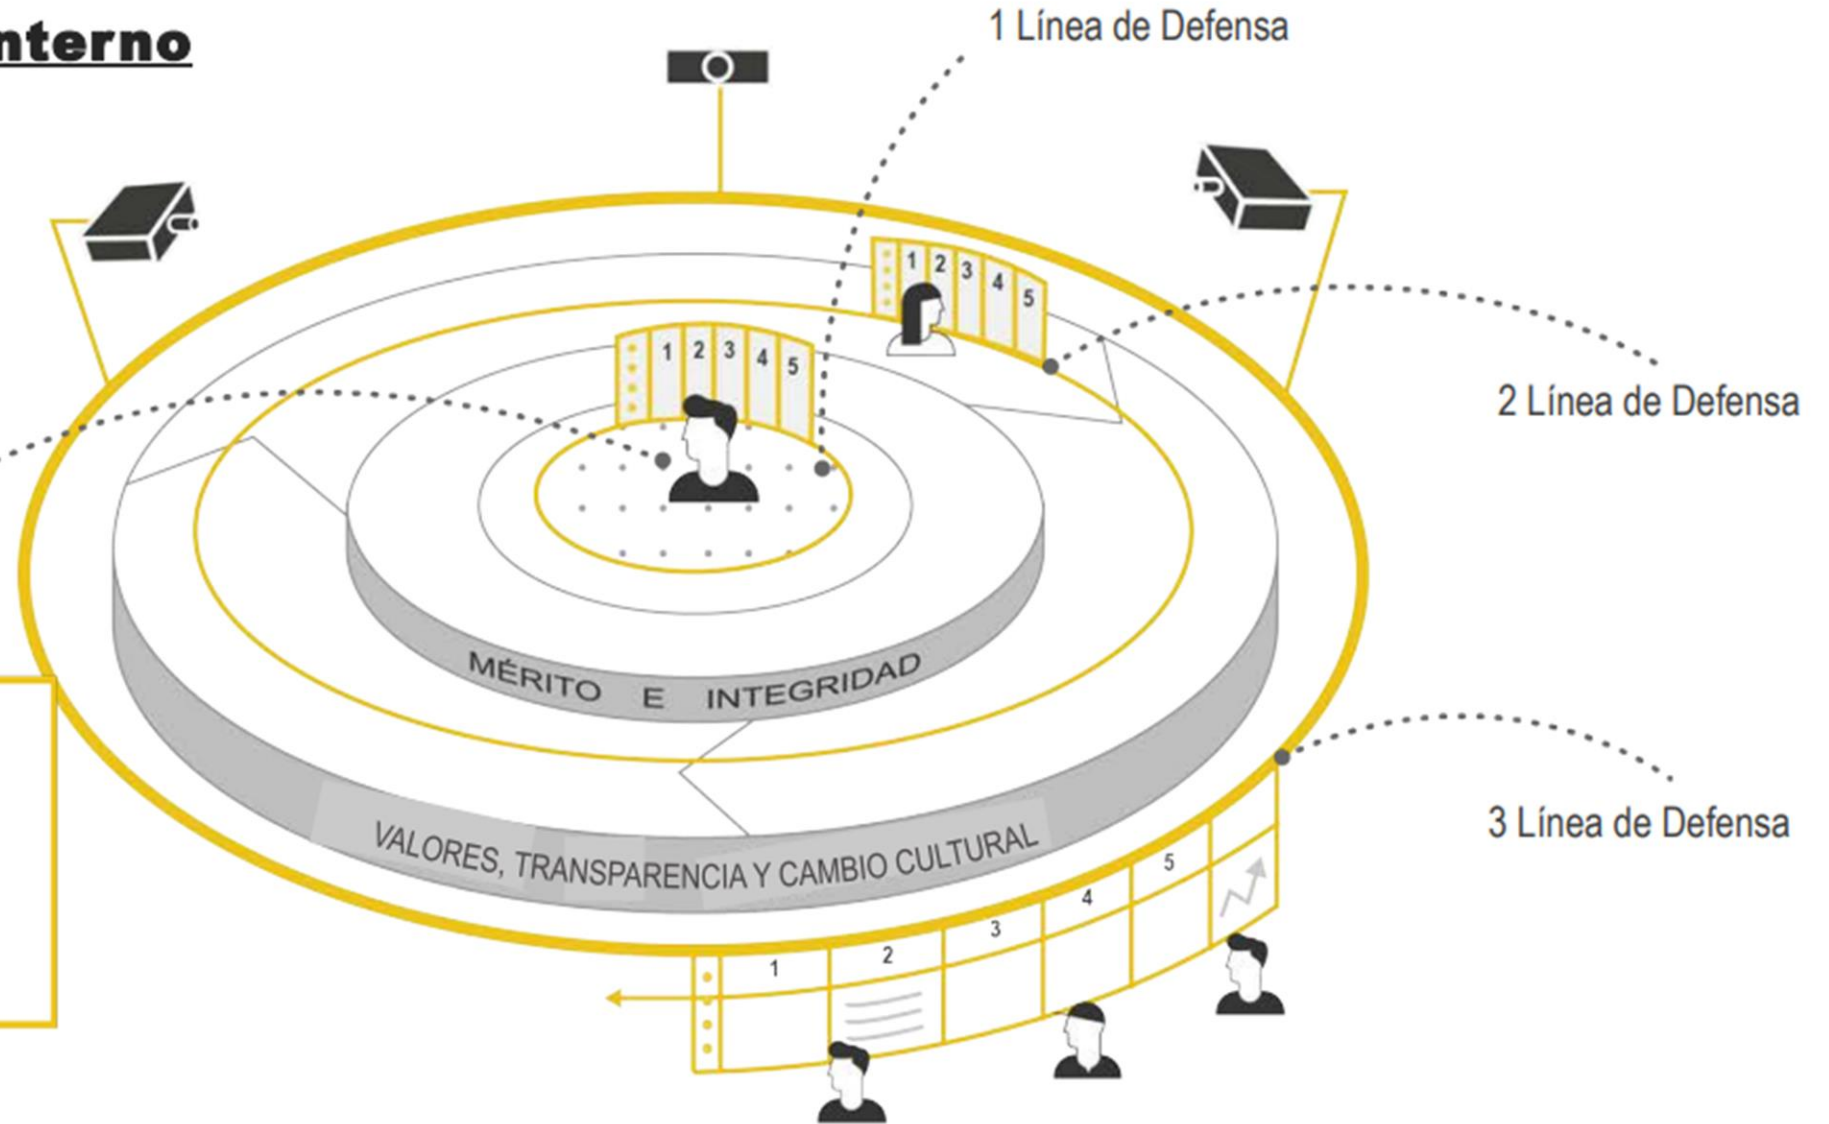 nterno
1 Línea de Defensa
1 2 3 4 5
1 2 3 4 5
2 Línea de Defensa
MÉRITO E INTEGRIDAD
3 Línea de Defensa
VALORES, TRANSPARENCIA Y CAMBIO CULTURAL
1 2 3 4 5